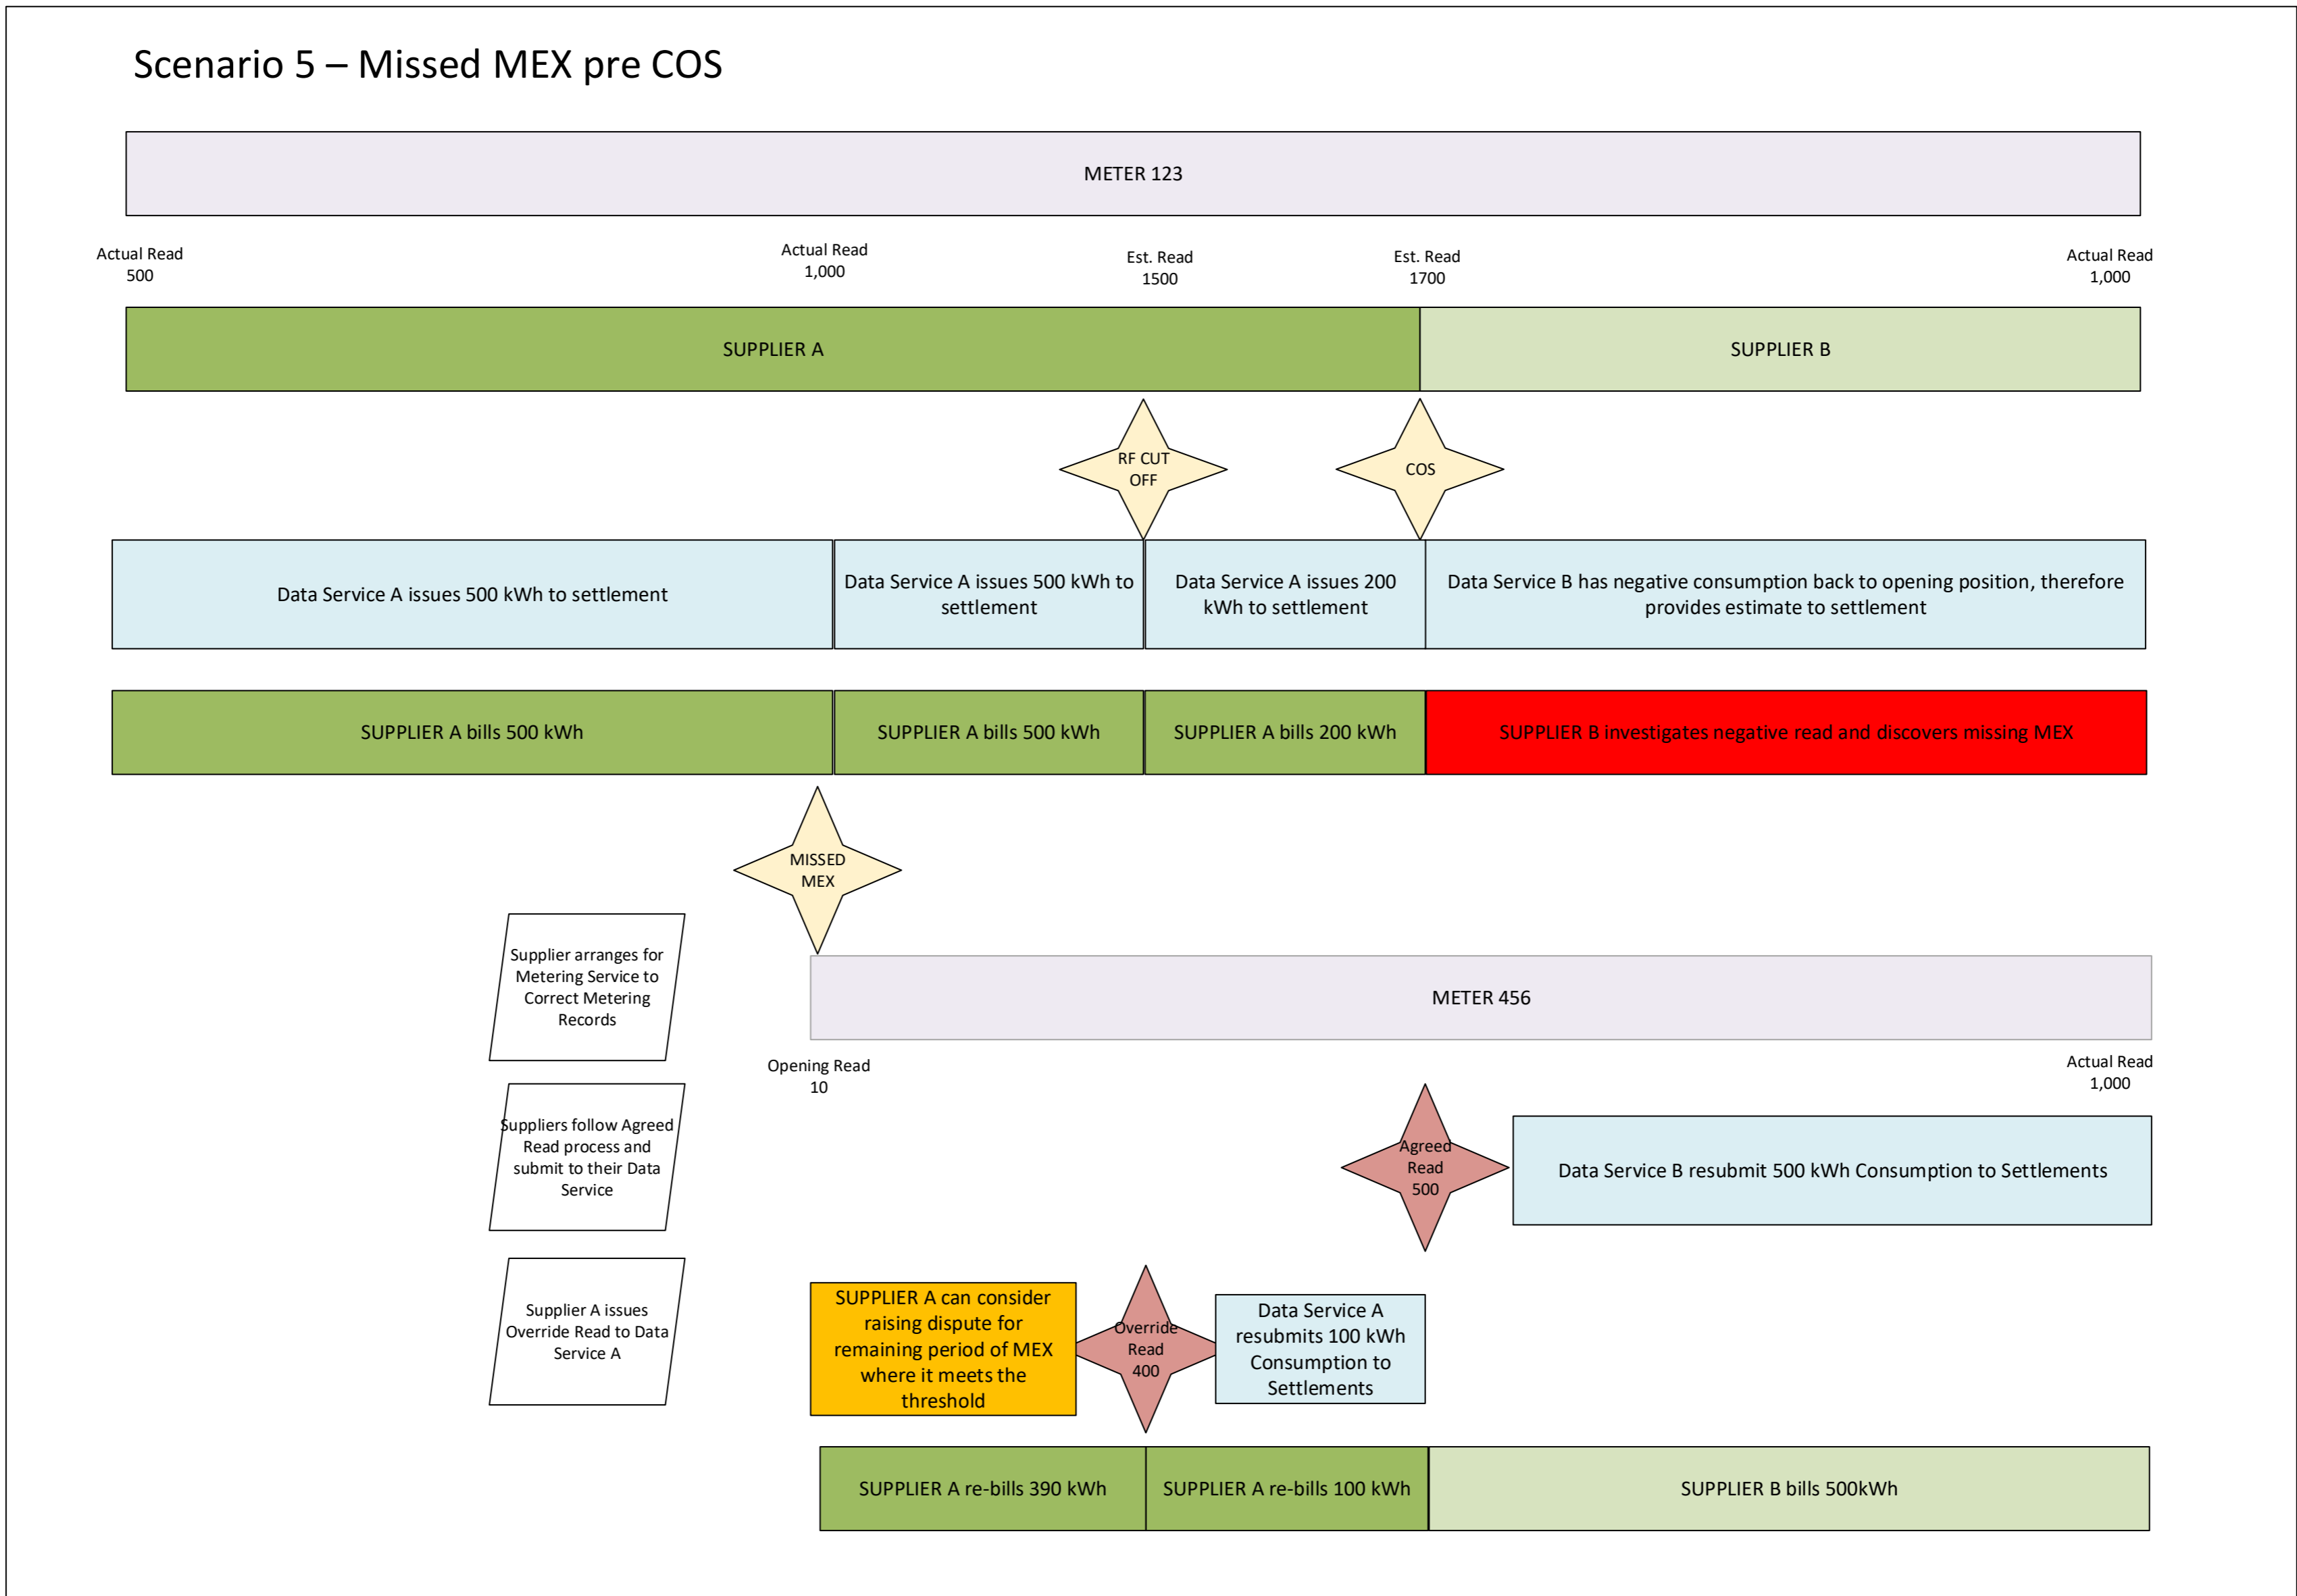 Scenario 5 – Missed MEX pre COS
METER 123
Actual Read
500
Actual Read
1,000
Est. Read
1500
Est. Read
1700
Actual Read
1,000
SUPPLIER A
SUPPLIER B
RF CUT
OFF
COS
Data Service A issues 500 kWh to settlement
Data Service A issues 500 kWh to
settlement
Data Service A issues 200
kWh to settlement
Data Service B has negative consumption back to opening position, therefore
provides estimate to settlement
SUPPLIER A bills 500 kWh
SUPPLIER A bills 500 kWh
SUPPLIER A bills 200 kWh
SUPPLIER B investigates negative read and discovers missing MEX
MISSED
MEX
Supplier arranges for
Metering Service to
Correct Metering
Records
METER 456
Opening Read
10
Actual Read
1,000
Suppliers follow Agreed
Read process and
submit to their Data
Service
Agreed
Read
500
Data Service B resubmit 500 kWh Consumption to Settlements
Supplier A issues
Override Read to Data
Service A
SUPPLIER A can consider
raising dispute for
remaining period of MEX
where it meets the
threshold
Override
Read
400
Data Service A
resubmits 100 kWh
Consumption to
Settlements
SUPPLIER A re-bills 390 kWh
SUPPLIER A re-bills 100 kWh
SUPPLIER B bills 500kWh